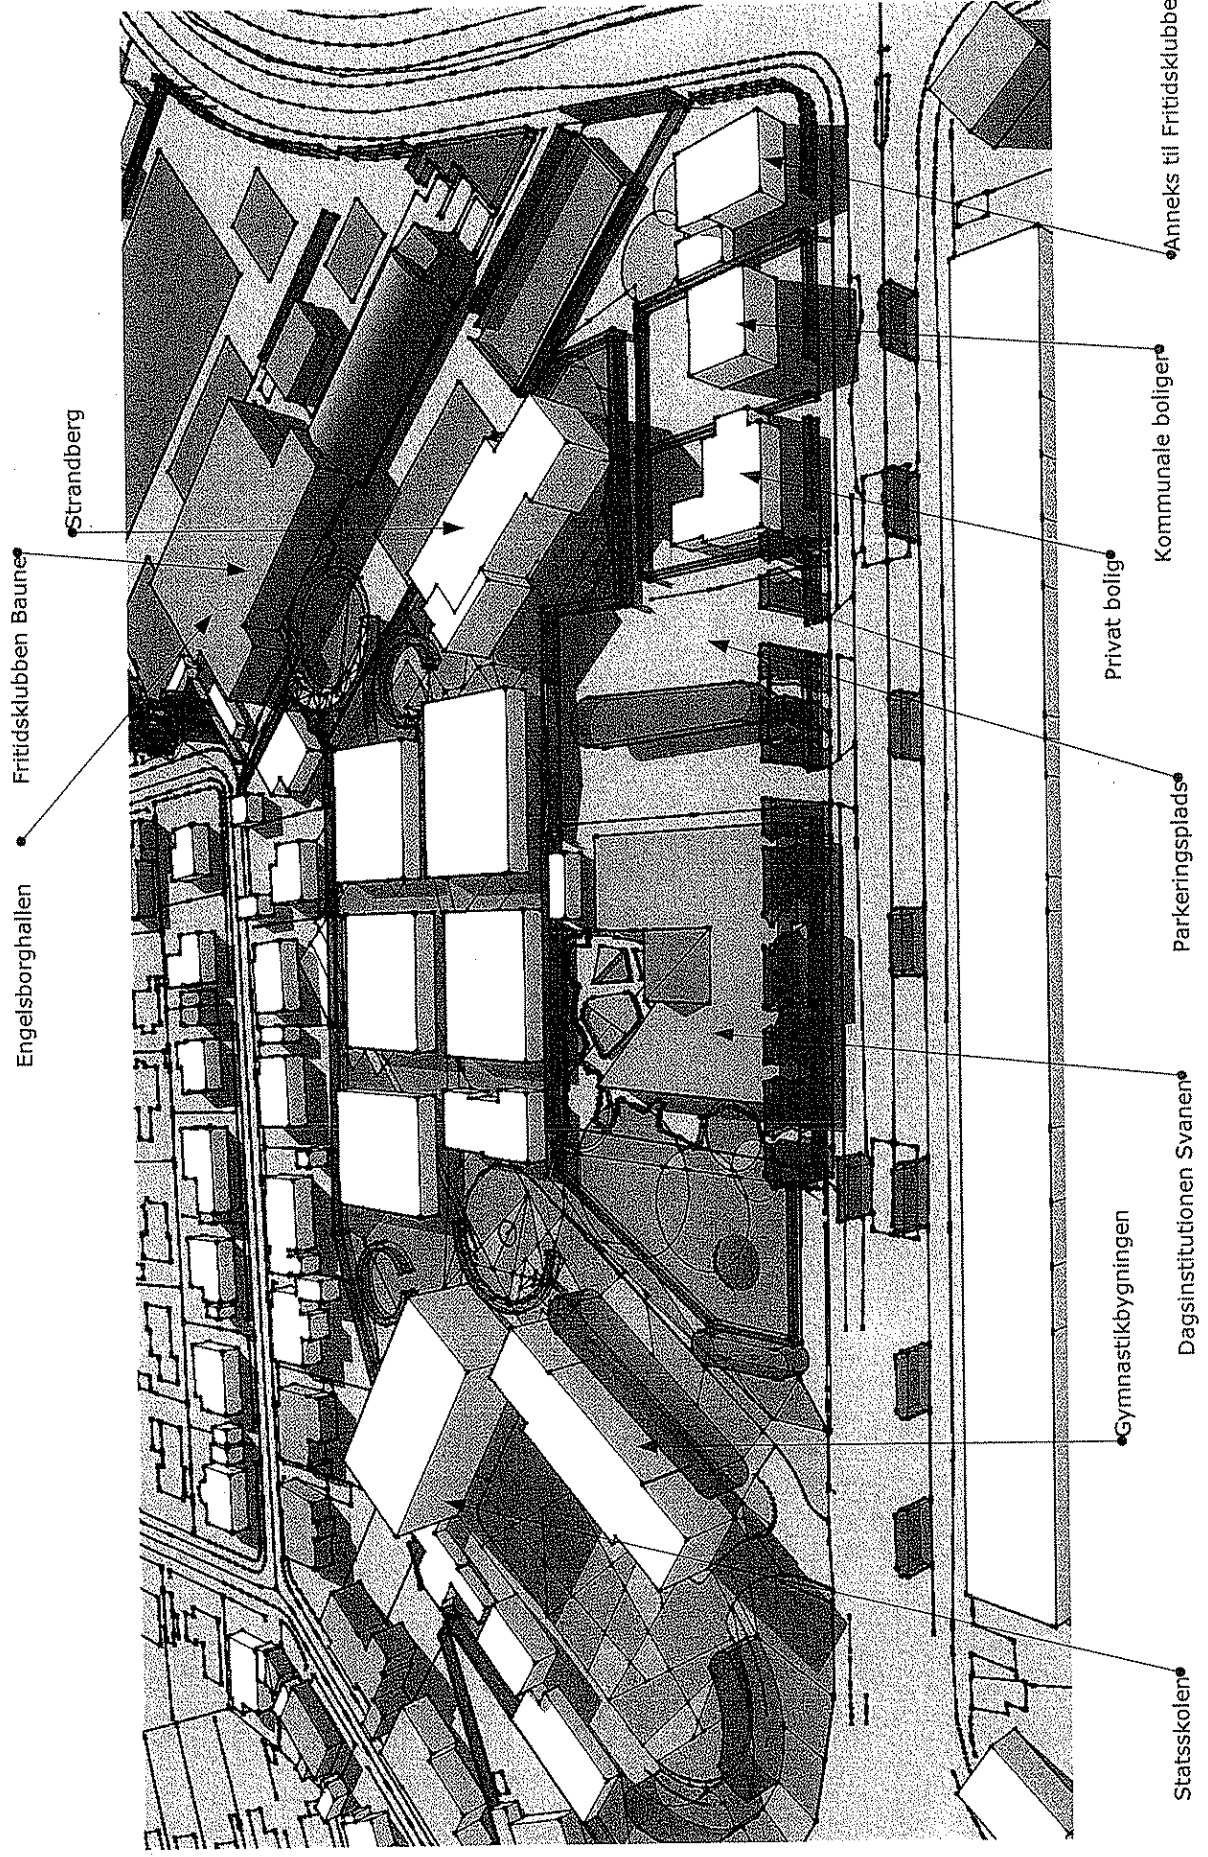 Engelsborghallen
Fritidsklubben Baune
Strandberg
Statsskolen
Gymnastikbygningen
Dagsinstitutionen Svanen
Parkeringsplads
Privat bolig
Kommunale boliger
Anneks til Fritidsklubbe